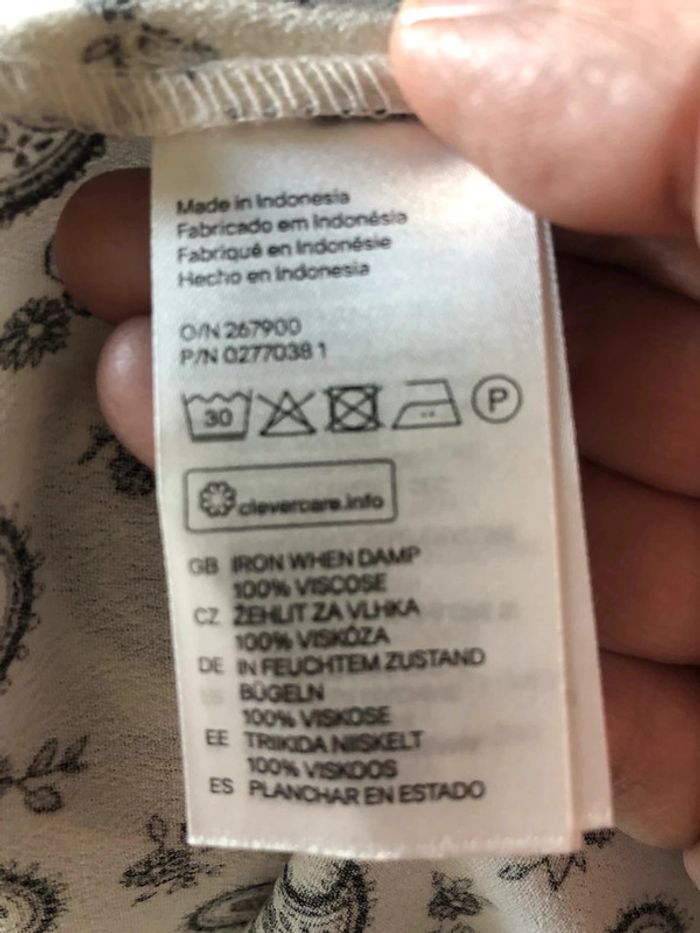 Made in Indonesia
Fabricado em Indonésia
Fabriqué en Indonésie
Hecho en Indonesia
O/N 267900
P/N 02770381
30 P
clevercare.info
GB IRON WHEN DAMP
100% VISCOSE
CZ ŽEHLIT ZA VLHKA
100% VISKÓZA
DE IN FEUCHTEM ZUSTAND
BÜGELN
100% VISKOSE
EE TRIIKIDA NIISKELT
100% VISKOOS
ES PLANCHAR EN ESTADO